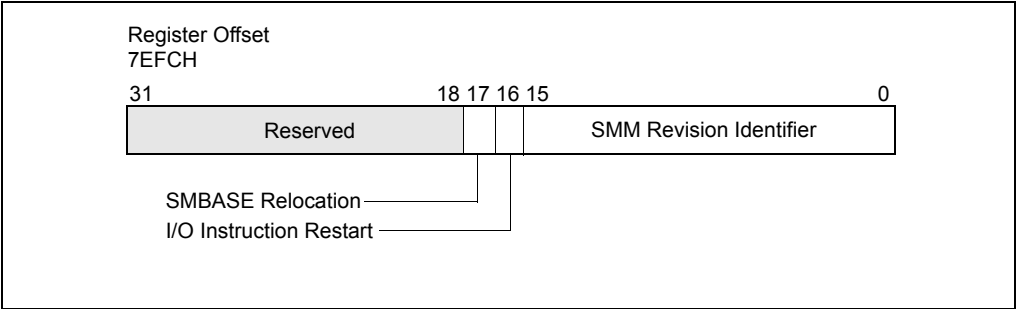 Register Offset
7EFCH
31 18 17 16 15 0
Reserved SMM Revision Identifier
SMBASE Relocation
I/O Instruction Restart